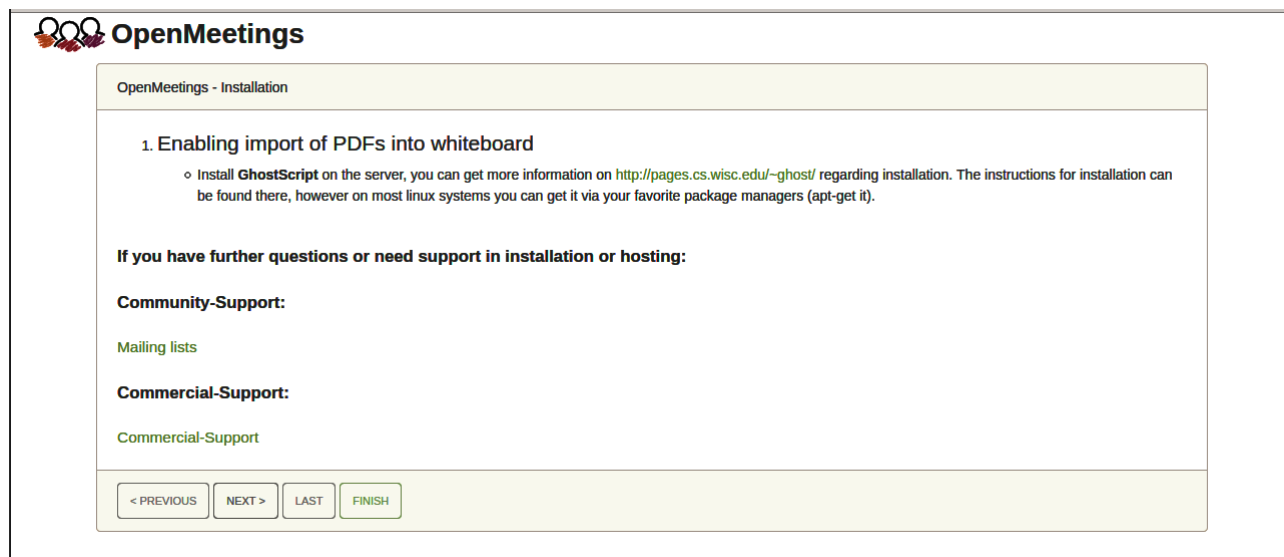 OpenMeetings
OpenMeetings - Installation
1. Enabling import of PDFs into whiteboard
Install GhostScript on the server, you can get more information on http://pages.cs.wisc.edu/~ghost/ regarding installation. The instructions for installation can
be found there, however on most linux systems you can get it via your favorite package managers (apt-get it).
If you have further questions or need support in installation or hosting:
Community-Support:
Mailing lists
Commercial-Support:
Commercial-Support
< PREVIOUS NEXT > LAST FINISH